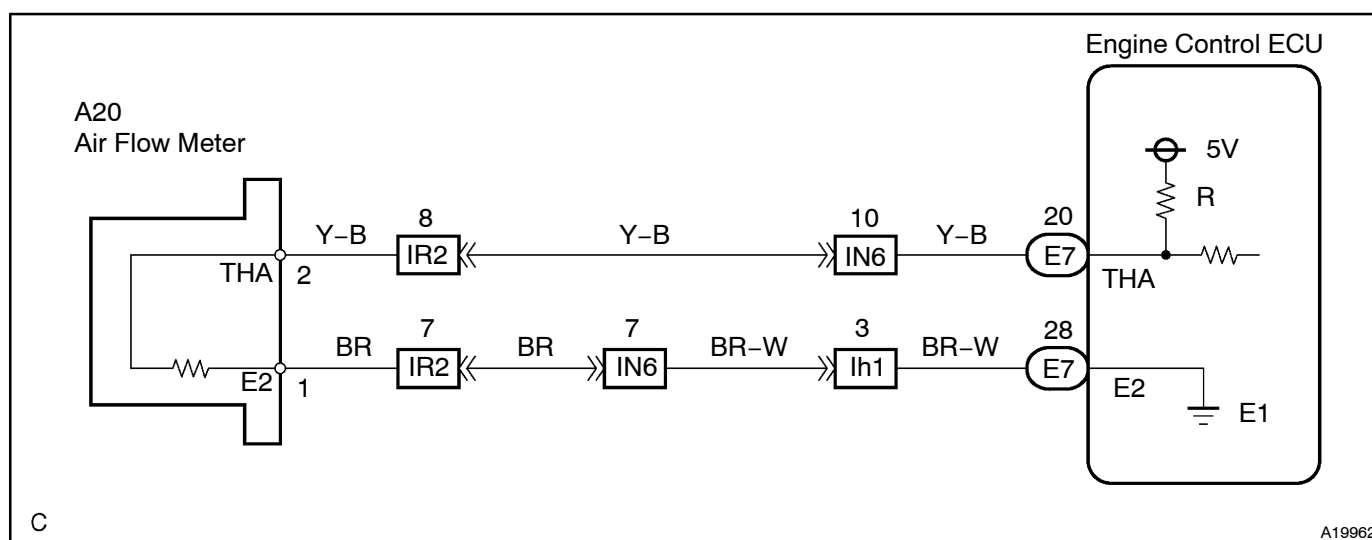 Engine Control ECU
A20
Air Flow Meter
5V
R
8
10
20
Y−B
IR2
Y−B
IN6
Y−B
E7
THA
2
THA
7
7
3
28
BR
IR2
BR
IN6
BR−W
Ih1
BR−W
E7
E2
1
E2
E1
C
A19962